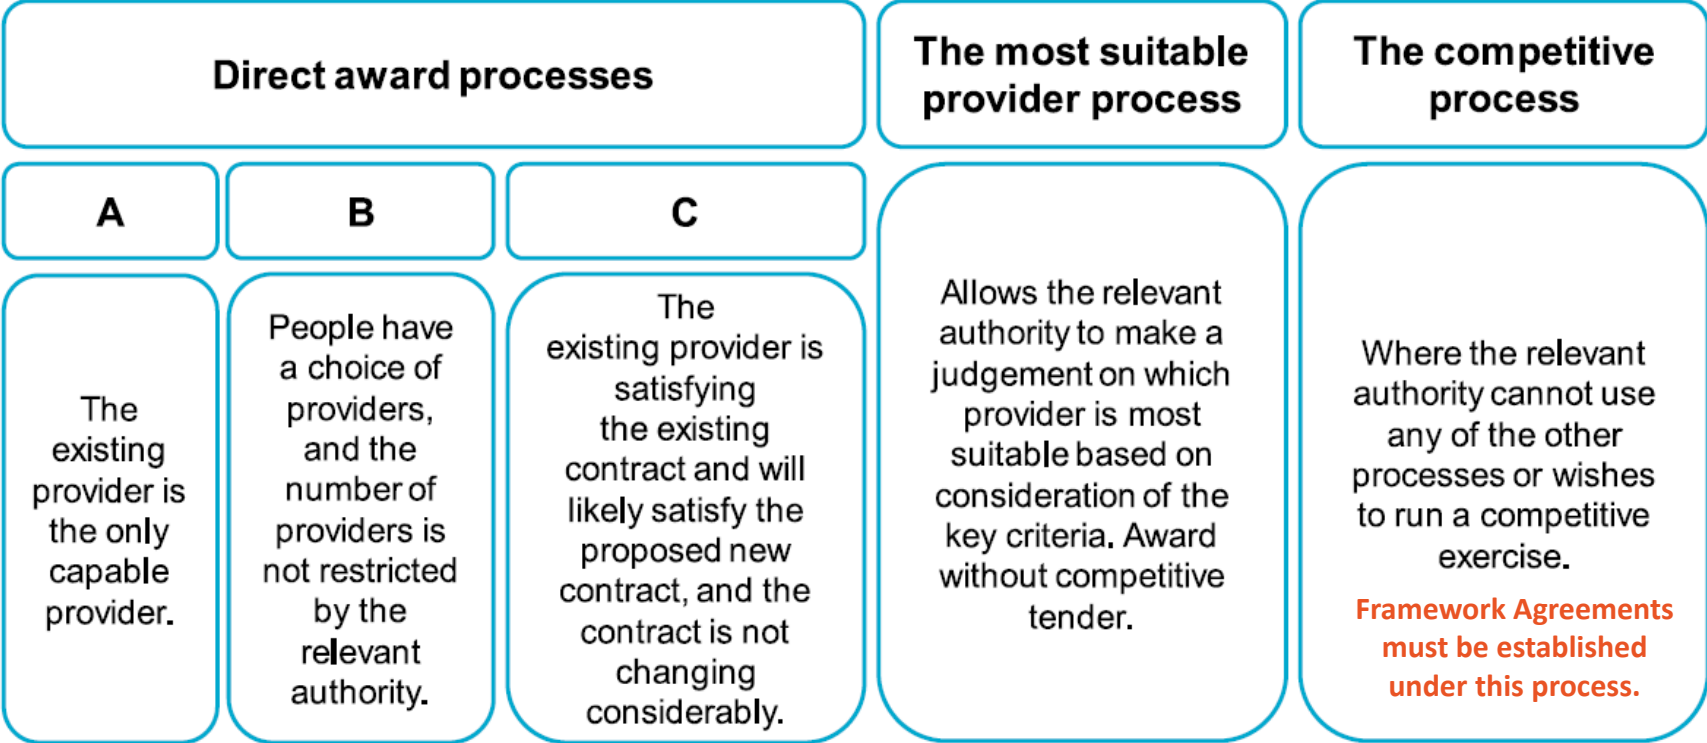 Direct award processes
The most suitable
provider process
The competitive
process
A
B
C
The
existing
provider is
the only
capable
provider.
People have
a choice of
providers,
and the
number of
providers is
not restricted
by the
relevant
authority.
The
existing provider is
satisfying
the existing
contract and will
likely satisfy the
proposed new
contract, and the
contract is not
changing
considerably.
Allows the relevant
authority to make a
judgement on which
provider is most
suitable based on
consideration of the
key criteria. Award
without competitive
tender.
Where the relevant
authority cannot use
any of the other
processes or wishes
to run a competitive
exercise.
Framework Agreements
must be established
under this process.